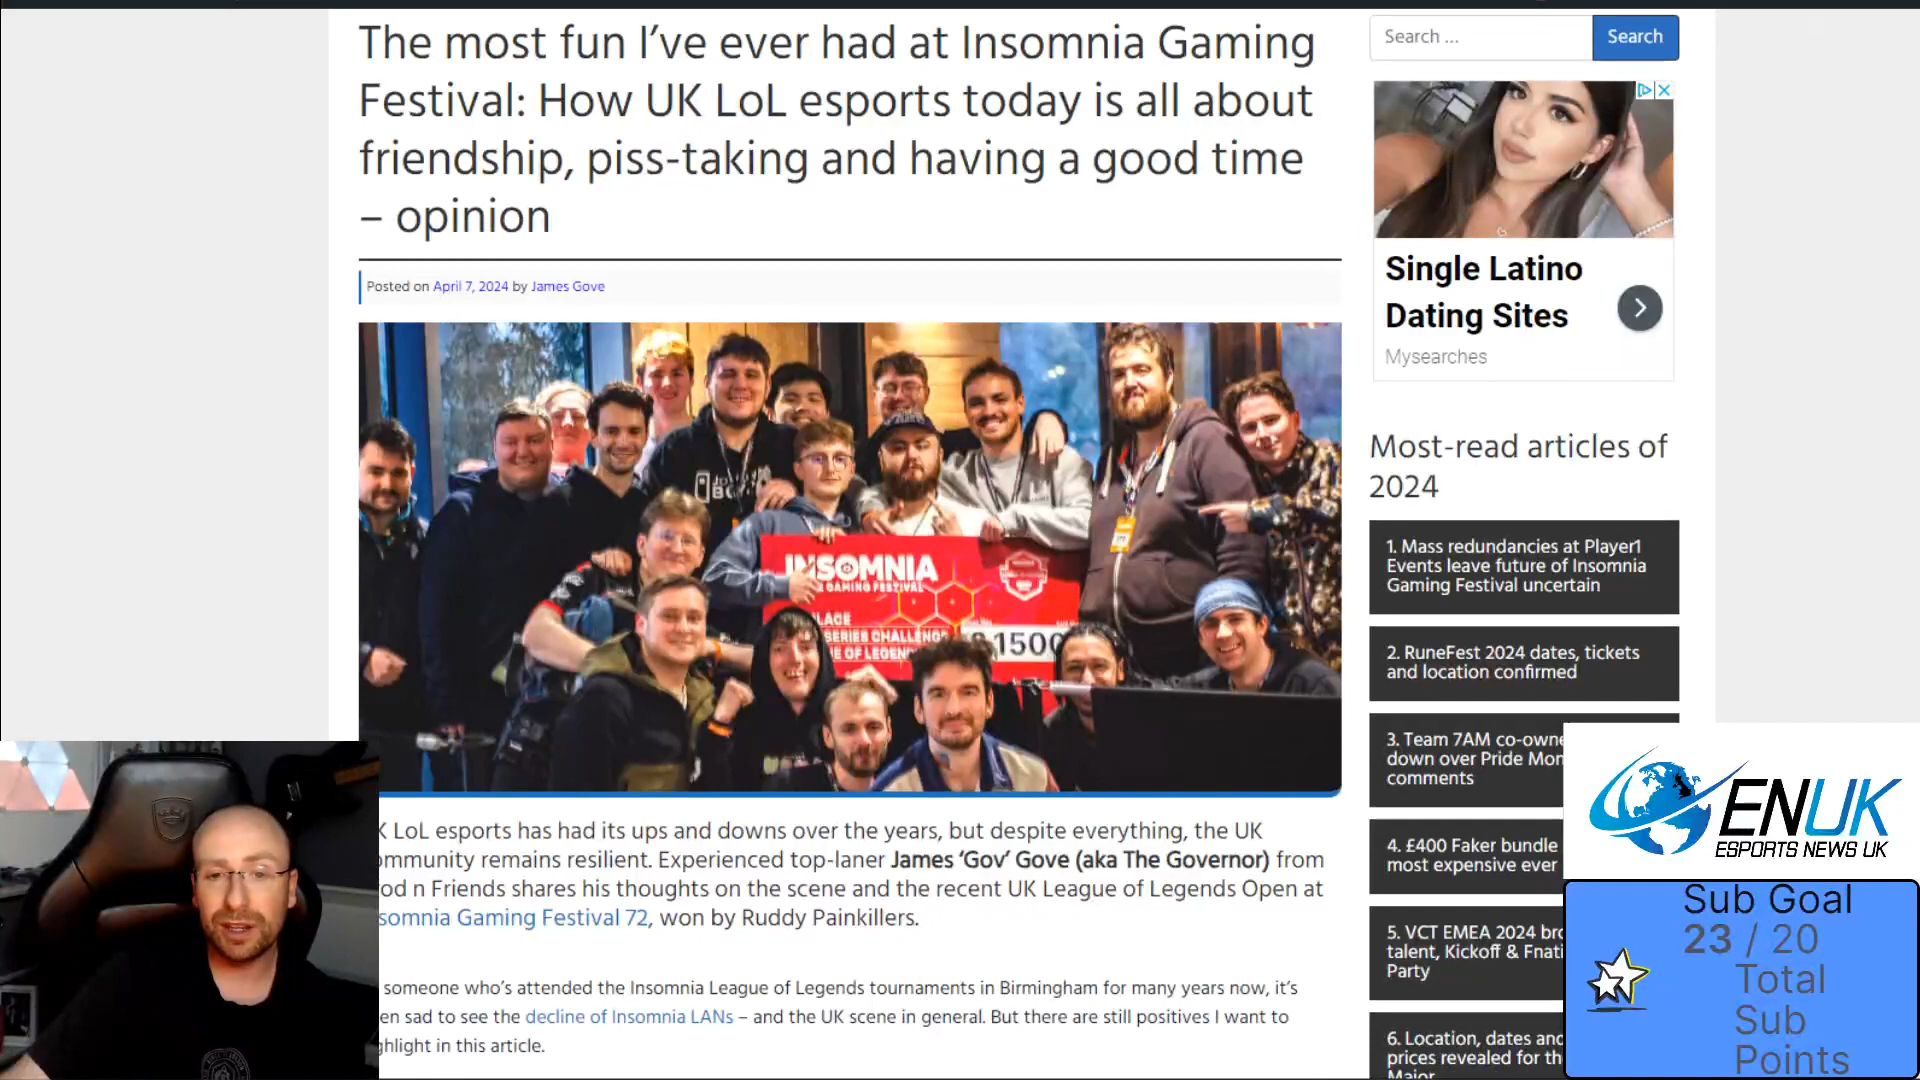 The most fun I've ever had at Insomnia Gaming
Festival: How UK LoL esports today is all about
friendship, piss-taking and having a good time
– opinion
Posted on April 7, 2024 by James Gove
INSOMNIA
GAMING FESTIVAL
LACE
SERIES CHALLENGE
E OF LEGEN
1500
K LoL esports has had its ups and downs over the years, but despite everything, the UK
mmunity remains resilient. Experienced top-laner James 'Gov' Gove (aka The Governor) from
od n Friends shares his thoughts on the scene and the recent UK League of Legends Open at
somnia Gaming Festival 72, won by Ruddy Painkillers.
someone who's attended the Insomnia League of Legends tournaments in Birmingham for many years now, it's
en sad to see the decline of Insomnia LANs – and the UK scene in general. But there are still positives I want to
ghlight in this article.
Search ...
Search
Single Latino
Dating Sites
Mysearches
Most-read articles of
2024
1. Mass redundancies at Player1
Events leave future of Insomnia
Gaming Festival uncertain
2. RuneFest 2024 dates, tickets
and location confirmed
3. Team 7AM co-owne
down over Pride Mon
comments
4. £400 Faker bundle
most expensive ever
5. VCT EMEA 2024 bro
talent, Kickoff & Fnati
Party
6. Location, dates and
prices revealed for th
Major
ENUK
ESPORTS NEWS UK
Sub Goal
23 / 20
Total
Sub
Points